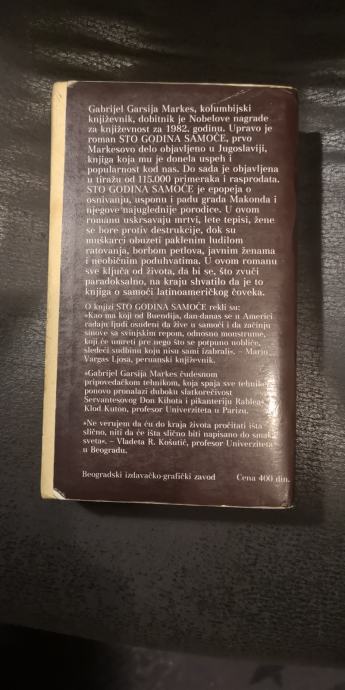 Gabrijel Garsija Markes, kolumbijski
književnik, dobitnik je Nobelove nagrade
za književnost za 1982. godinu. Upravo je
roman STO GODINA SAMOĆE, prvo
Markesovo delo objavljeno u Jugoslaviji,
knjiga koja mu je donela uspeh i
popularnost kod nas. Do sada je objavljena
u tiražu od 115.000 primeraka i rasprodata.
STO GODINA SAMOĆE je epopeja o
osnivanju, usponu i padu grada Makonda i
njegove najuglednije porodice. U ovom
romanu uskrsavaju mrtvi, lete tepisi, žene
se bore protiv destrukcije, dok su
muškarci obuzeti paklenim ludilom
ratovanja, borbom petlova, javnim ženama
i neobičnim poduhvatima. U ovom romanu
sve ključa od života, da bi se, što zvuči
paradoksalno, na kraju shvatilo da je to
knjiga o samoći latinoameričkog čoveka.
O knjizi STO GODINA SAMOĆE rekli su:
»Kao ma koji od Buendija, dan-danas se u Americi
rađaju ljudi osuđeni da žive u samoći i da začinju
sinove sa svinjskim repom, odnosno monstrume,
koji će umreti pre nego što se potpuno uobliče,
sledeći sudbinu koju nisu sami izabrali«. – Mario
Vargas Ljosa, peruanski književnik.
»Gabrijel Garsija Markes čudesnom
pripovedačkom tehnikom, koja spaja sve tehnike,
ponovo pronalazi duboku slatkorečivost
Servantesovog Don Kihota i pikanteriju Rablea«.
Klod Kuton, profesor Univerziteta u Parizu.
»Ne verujem da ću do kraja života pročitati išta
slično, niti da će išta slično biti napisano do smaka
sveta«. – Vladeta R. Košutić, profesor Univerziteta
u Beogradu.
Beogradski izdavačko-grafički zavod Cena 400 din.